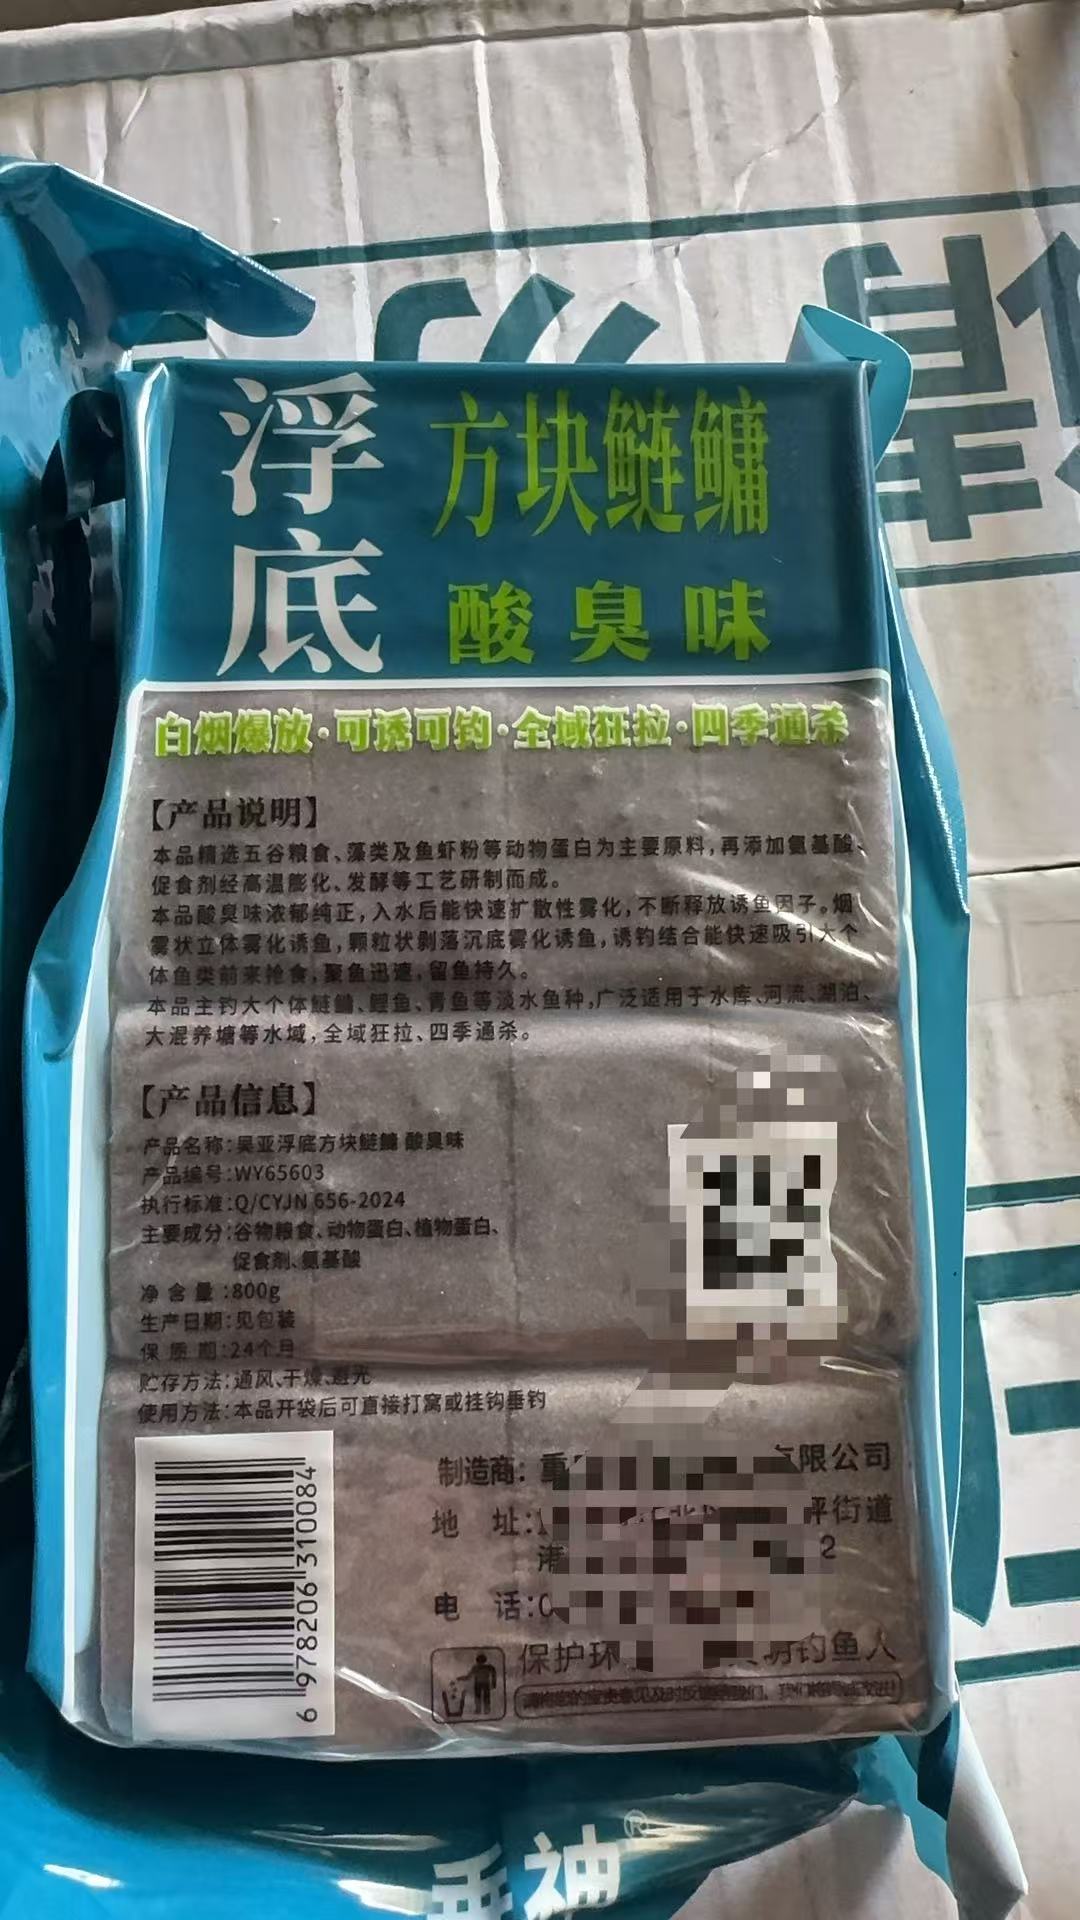 浮底
方块鲢鳙
酸臭味
白烟爆放·可诱可钓·全域狂拉·四季通杀
【产品说明】
本品精选五谷粮食、藻类及鱼虾粉等动物蛋白为主要原料,再添加氨基酸、
促食剂经高温膨化、发酵等工艺研制而成。
本品酸臭味浓郁纯正,入水后能快速扩散性雾化,不断释放诱鱼因子。烟
雾状立体雾化诱鱼,颗粒状剥落沉底雾化诱鱼,诱钓结合能快速吸引大个
体鱼类前来抢食,聚鱼迅速,留鱼持久。
本品主钓大个体鲢鳙、鲤鱼、青鱼等淡水鱼种,广泛适用于水库、河流、湖泊、
大混养塘等水域,全域狂拉、四季通杀。
【产品信息】
产品名称:吴亚浮底方块鲢鳙 酸臭味
产品编号:WY65603
执行标准:Q/CYJN 656-2024
主要成分:谷物粮食、动物蛋白、植物蛋白、
促食剂、氨基酸
净含量:800g
生产日期:见包装
保质期:24个月
贮存方法:通风、干燥、避光
使用方法:本品开袋后可直接打窝或挂钩垂钓
制造商:重 有限公司
地 址: 坪街道
港 2
电 话:0
保护环 钓鱼人
6 978206 310084
神®